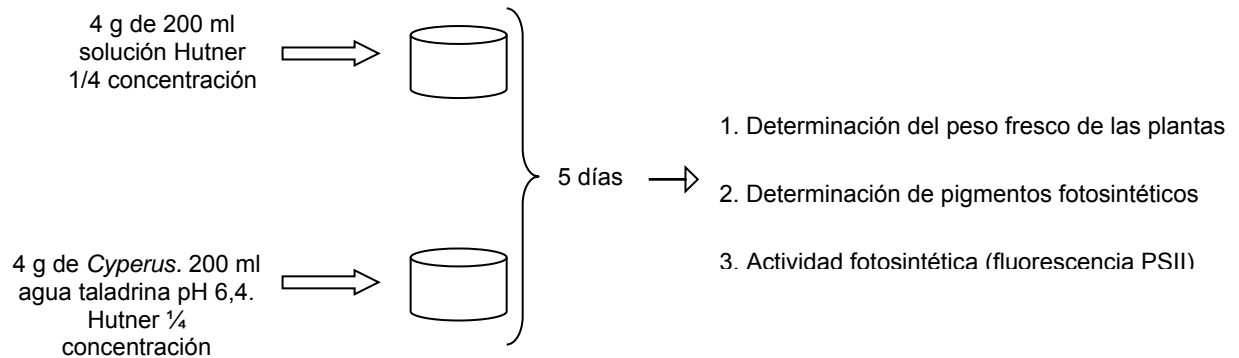 4 g de 200 ml
solución Hutner
1/4 concentración
4 g de Cyperus. 200 ml
agua taladrina pH 6,4.
Hutner ¼
concentración
5 días
1. Determinación del peso fresco de las plantas
2. Determinación de pigmentos fotosintéticos
3. Actividad fotosintética (fluorescencia PSII)